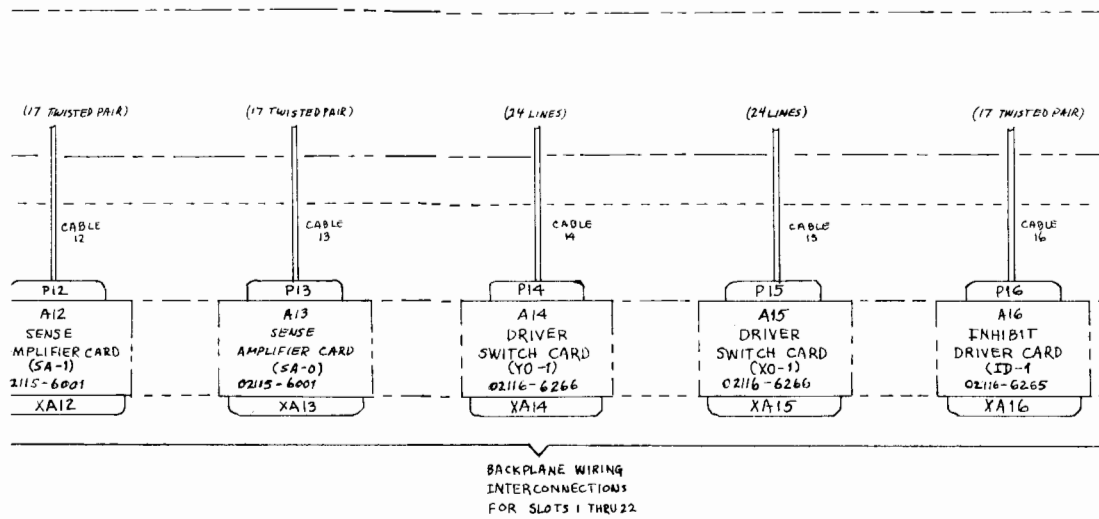 (17 TWISTED PAIR)
(17 TWISTED PAIR)
(24 LINES)
(24 LINES)
(17 TWISTED PAIR)
CABLE
12
CABLE
13
CABLE
14
CABLE
15
CABLE
16
P12
P13
P14
P15
P16
A12
SENSE
MPLIFIER CARD
(SA-1)
2115-6001
A13
SENSE
AMPLIFIER CARD
(SA-0)
02115-6001
A14
DRIVER
SWITCH CARD
(YO-1)
02116-6266
A15
DRIVER
SWITCH CARD
(XO-1)
02116-6266
A16
INHIBIT
DRIVER CARD
(ID-1
02116-6265
XA12
XA13
XA14
XA15
XA16
BACKPLANE WIRING
INTERCONNECTIONS
FOR SLOTS 1 THRU 22